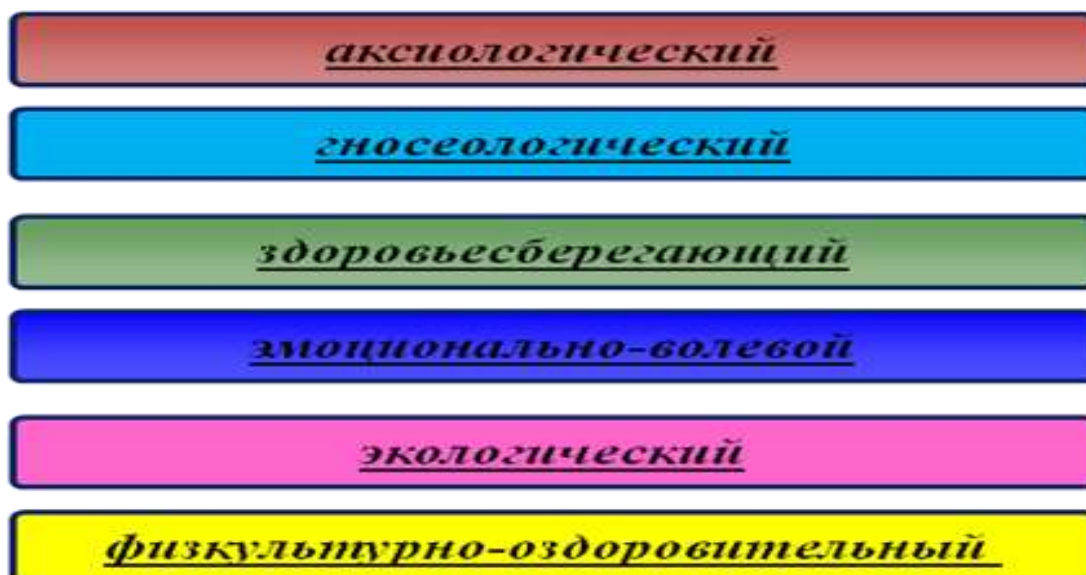 аксиологический
гносеологический
здоровьесберегающий
эмоционально-волевой
экологический
физкультурно-оздоровительный